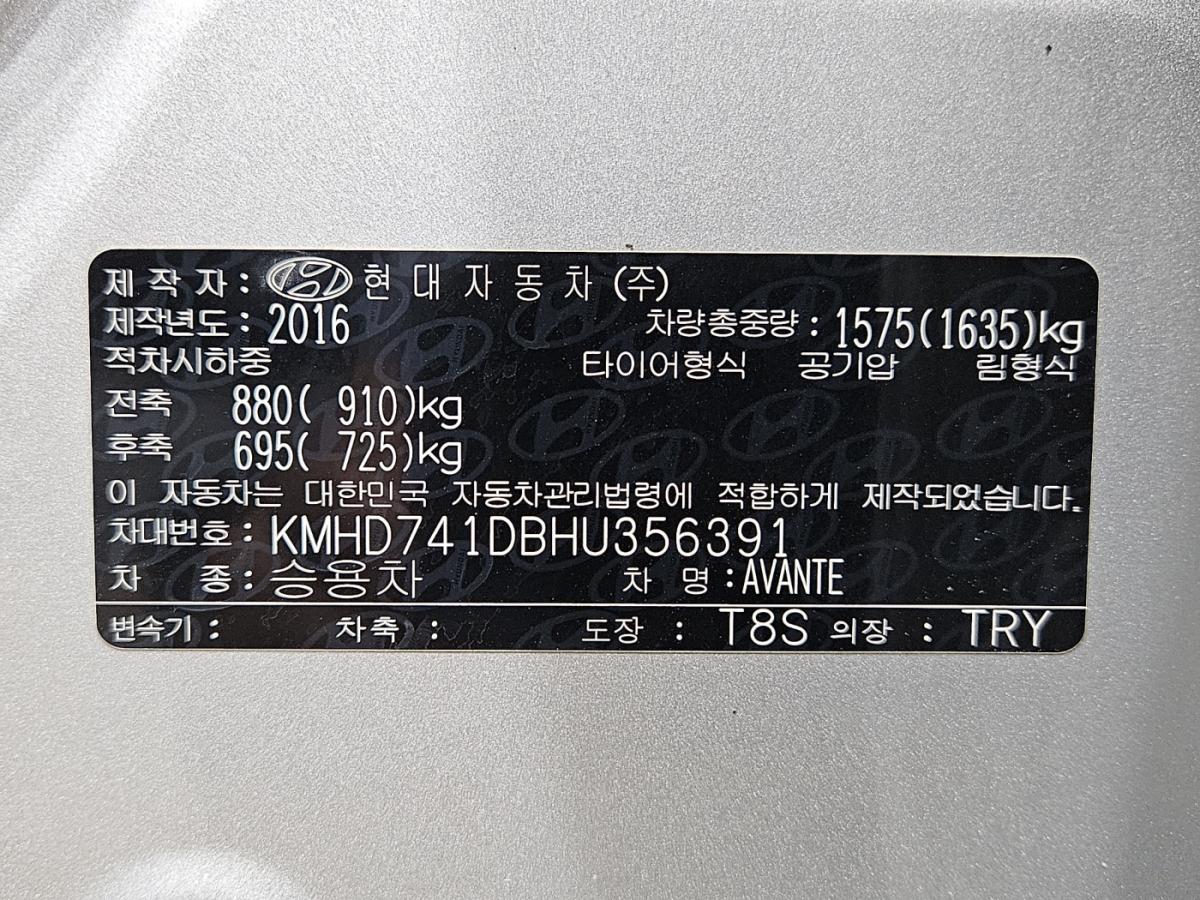 제 작 자 : 현 대 자 동 차 (주)
제작년도 : 2016 차량총중량 : 1575(1635)kg
적차시하중 타이어형식 공기압 림형식
전축 880( 910)kg
후축 695( 725)kg
이 자동차는 대한민국 자동차관리법령에 적합하게 제작되었습니다.
차대번호 : KMHD741DBHU356391
차 종 : 승용차 차 명 : AVANTE
변속기 : 차축 : 도장 : T8S 의장 : TRY